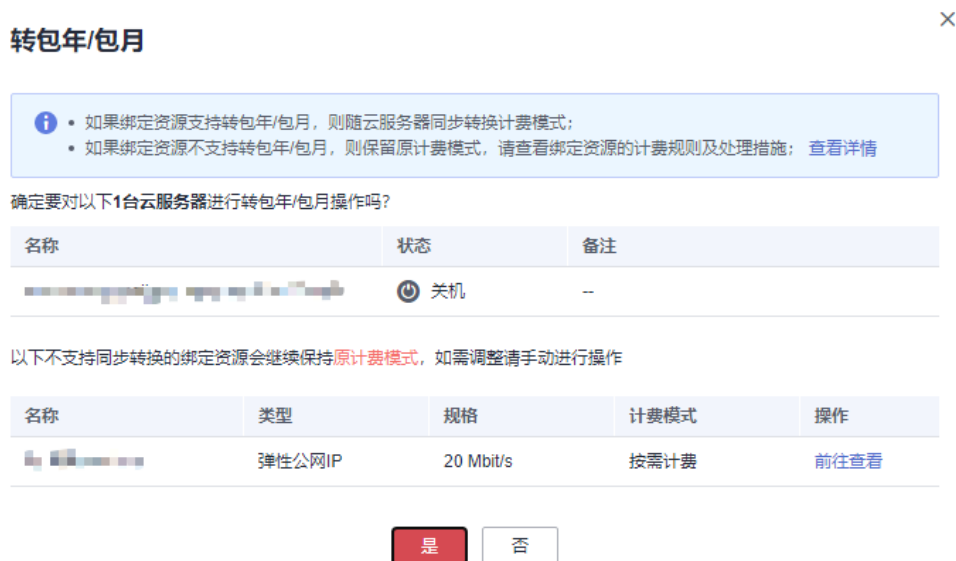 转包年/包月
如果绑定资源支持转包年/包月，则随云服务器同步转换计费模式；
如果绑定资源不支持转包年/包月，则保留原计费模式，请查看绑定资源的计费规则及处理措施； 查看详情
确定要对以下1台云服务器进行转包年/包月操作吗?
名称 状态 备注
关机 --
以下不支持同步转换的绑定资源会继续保持原计费模式，如需调整请手动进行操作
名称 类型 规格 计费模式 操作
弹性公网IP 20 Mbit/s 按需计费 前往查看
是 否